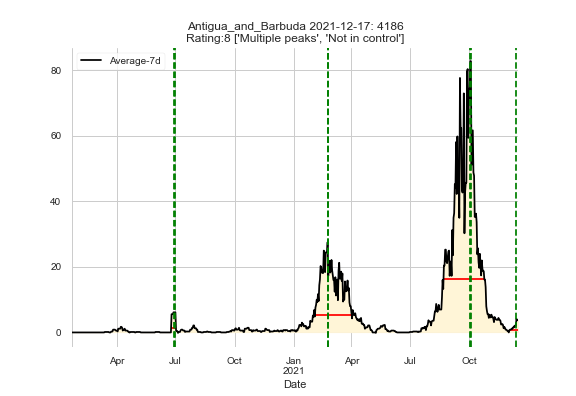 Antigua_and_Barbuda 2021-12-17: 4186
Rating:8 ['Multiple peaks', 'Not in control']
Average-7d
80
60
40
20
0
Apr Jul Oct Jan Apr Jul Oct
2021
Date